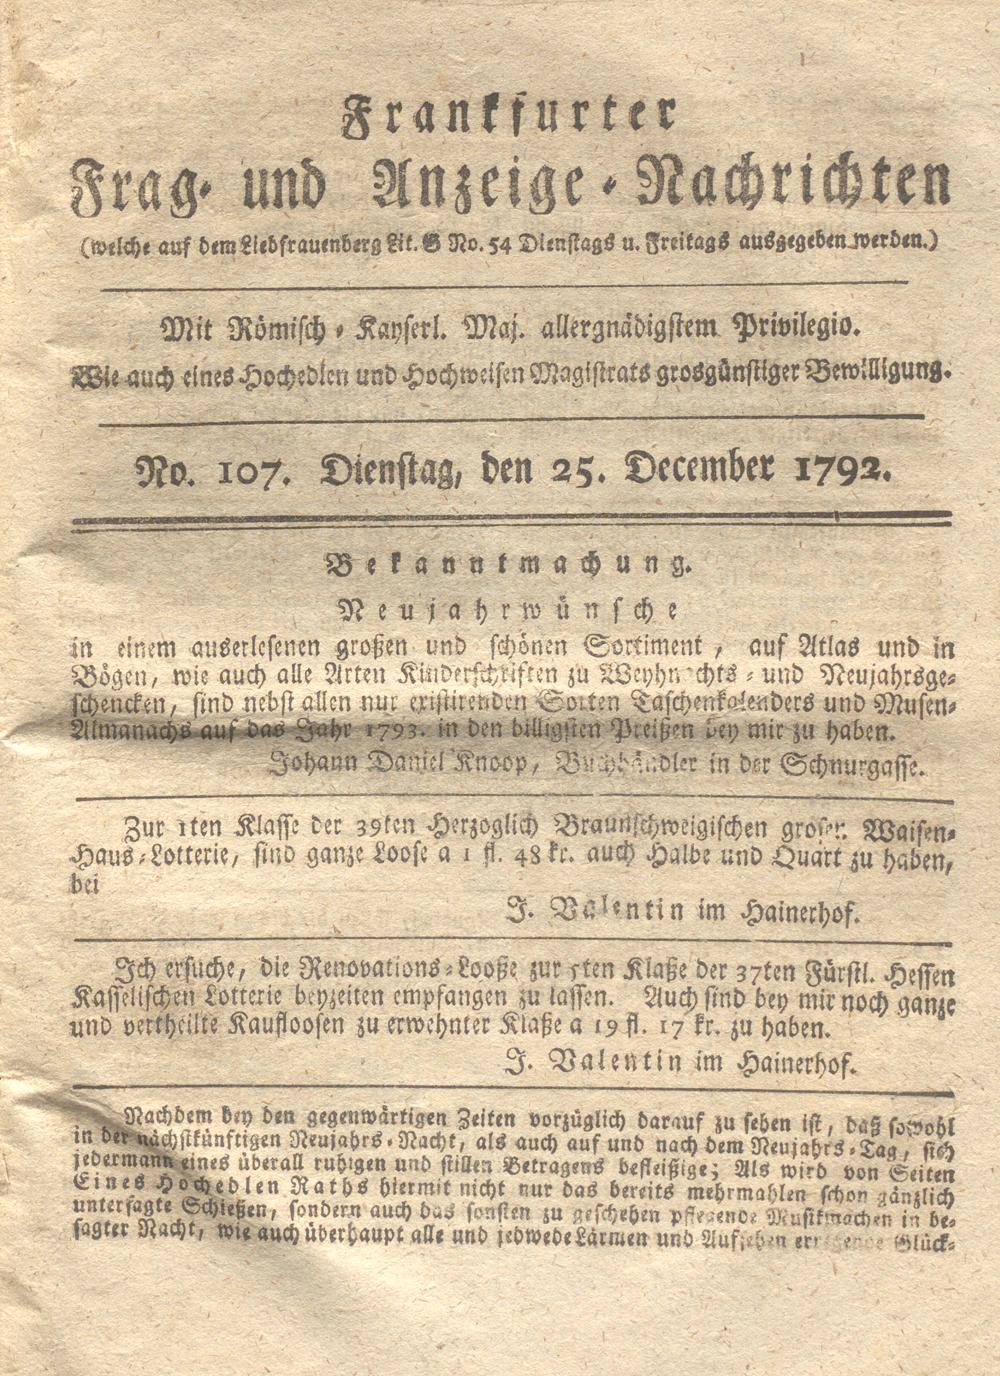 Frankfurter
Frag- und Anzeige-Nachrichten
(welche auf dem Liebfrauenberg Lit. G No. 54 Dienstags u. Freitags ausgegeben werden.)
Mit Römisch-Kayserl. Maj. allergnädigstem Privilegio.
Wie auch eines Hochedlen und Hochweisen Magistrats grosgünstiger Bewilligung.
No. 107. Dienstag, den 25. December 1792.
Bekanntmachung.
Neujahrwünsche
in einem auserlesenen großen und schönen Sortiment, auf Atlas und in
Bögen, wie auch alle Arten Kinderschriften zu Weyhnachts- und Neujahrsge-
schencken, sind nebst allen nur existirenden Sorten Taschenkalenders und Musen-
Almanachs auf das Jahr 1793. in den billigsten Preißen bey mir zu haben.
Johann Daniel Knoop, Buchhändler in der Schnurgasse.
Zur 1ten Klasse der 39ten Herzoglich Braunschweigischen groser. Waisen-
Haus-Lotterie, sind ganze Loose a 1 fl. 48 kr. auch Halbe und Quart zu haben,
bei
J. Valentin im Hainerhof.
Ich ersuche, die Renovations-Looße zur 5ten Klaße der 37ten Fürstl. Hessen
Kasselischen Lotterie beyzeiten empfangen zu lassen. Auch sind bey mir noch ganze
und vertheilte Kaufloosen zu erwehnter Klaße a 19 fl. 17 kr. zu haben.
J. Valentin im Hainerhof.
Nachdem bey den gegenwärtigen Zeiten vorzüglich darauf zu sehen ist, daß sowohl
in der nächstkünftigen Neujahrs-Nacht, als auch auf und nach dem Neujahrs-Tag, sich
jedermann eines überall ruhigen und stillen Betragens befleißige; Als wird von Seiten
Eines Hochedlen Raths hiermit nicht nur das bereits mehrmahlen schon gänzlich
untersagte Schießen, sondern auch das sonsten zu geschehen pflegende Musikmachen in be-
sagter Nacht, wie auch überhaupt alle und jedwede Lärmen und Aufsehen erregende Glück-